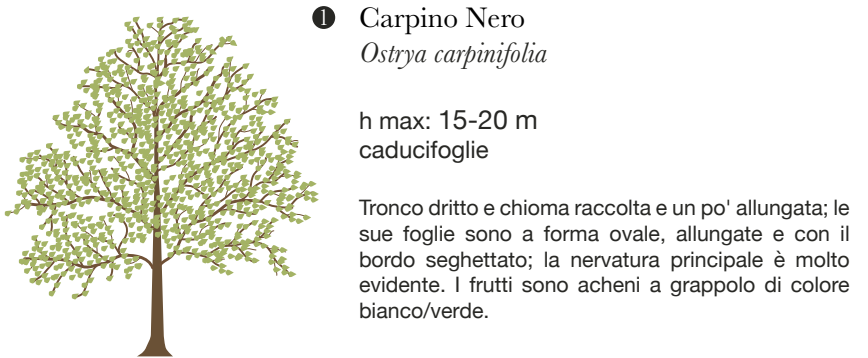 ❶ Carpino Nero
Ostrya carpinifolia
h max: 15-20 m
caducifoglie
Tronco dritto e chioma raccolta e un po' allungata; le
sue foglie sono a forma ovale, allungate e con il
bordo seghettato; la nervatura principale è molto
evidente. I frutti sono acheni a grappolo di colore
bianco/verde.